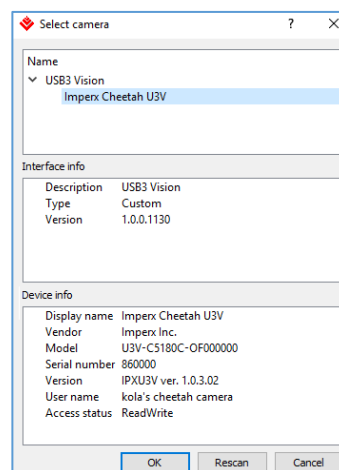 Select camera ? ×
Name
USB3 Vision
Imperx Cheetah U3V
Interface info
Description USB3 Vision
Type Custom
Version 1.0.0.1130
Device info
Display name Imperx Cheetah U3V
Vendor Imperx Inc.
Model U3V-C5180C-OF000000
Serial number 860000
Version IPXU3V ver. 1.0.3.02
User name kola's cheetah camera
Access status ReadWrite
OK Rescan Cancel